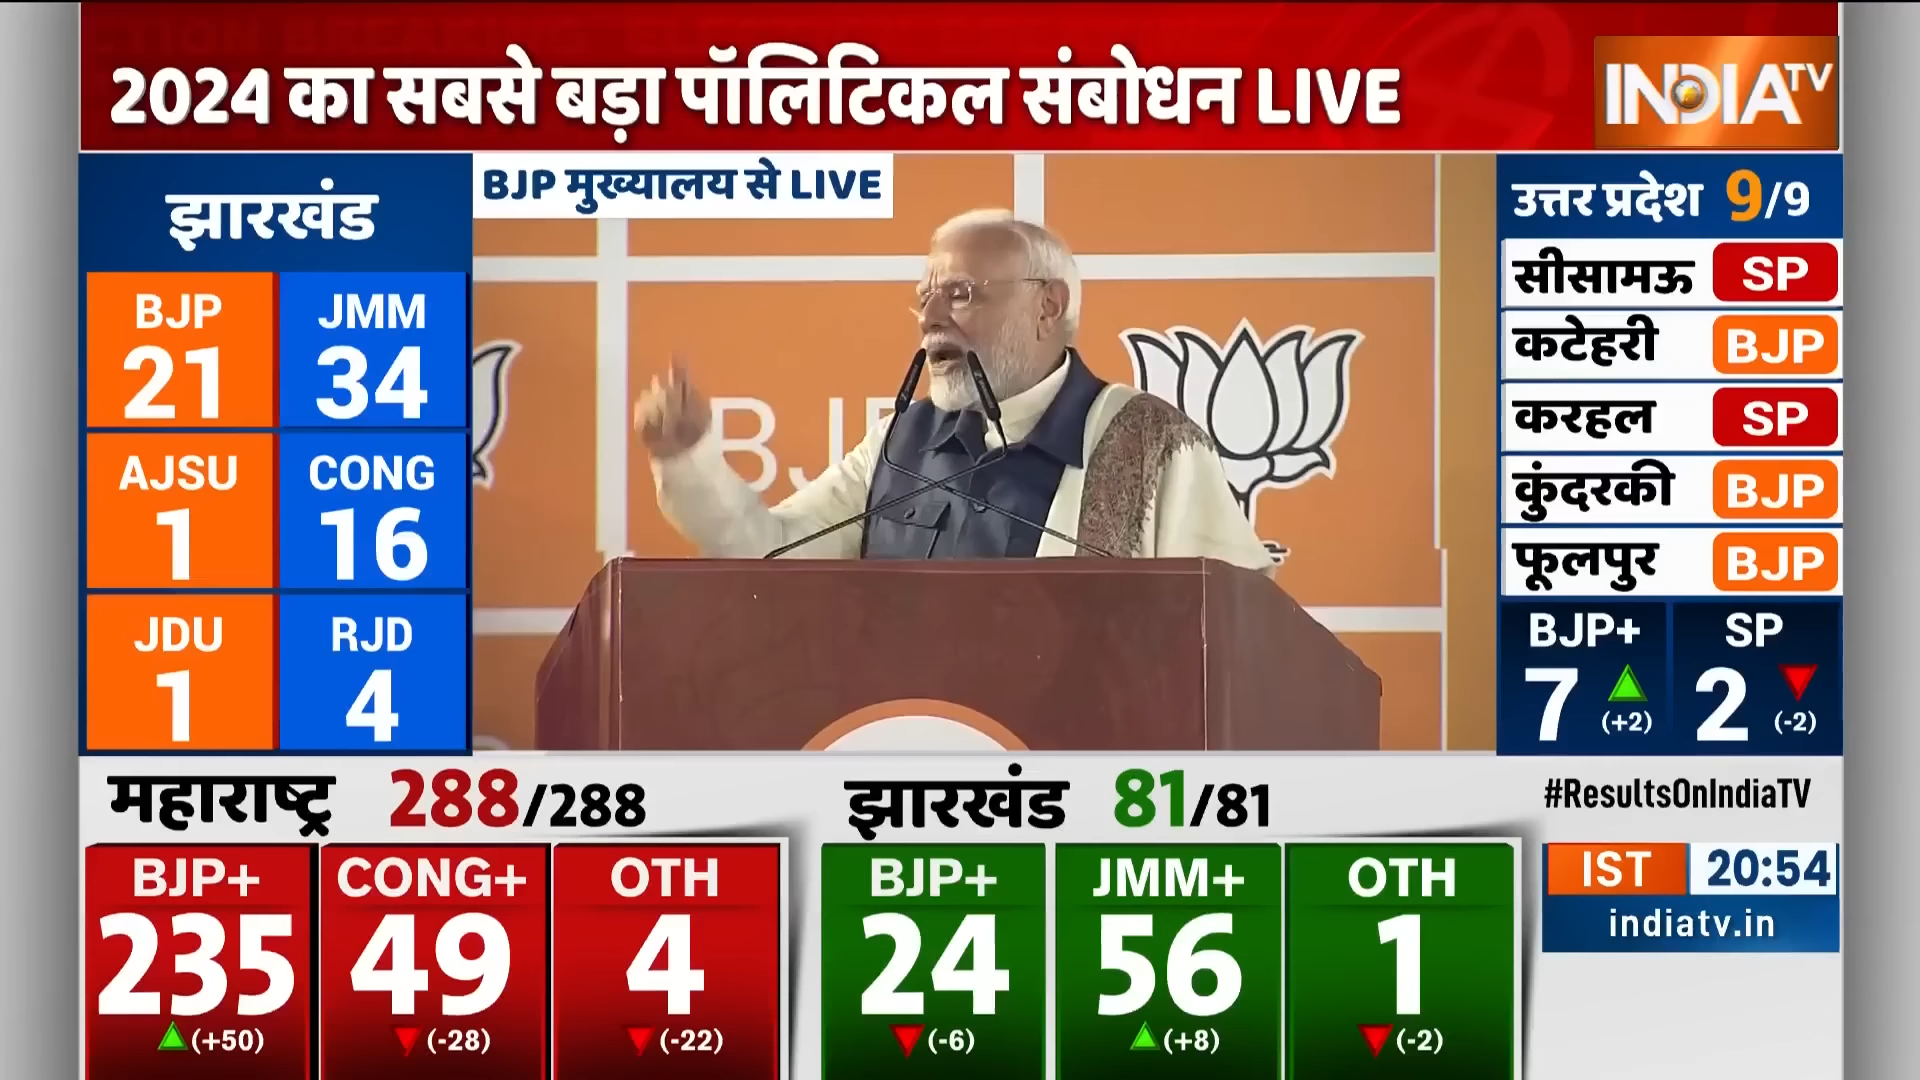 2024 का सबसे बड़ा पॉलिटिकल संबोधन LIVE
INDIA TV
झारखंड
BJP मुख्यालय से LIVE
उत्तर प्रदेश 9/9
BJP
21
JMM
34
AJSU
1
CONG
16
JDU
1
RJD
4
BJP
सीसामऊ SP
कटेहरी BJP
करहल SP
कुंदरकी BJP
फूलपुर BJP
BJP+
7
(+2)
SP
2
(-2)
महाराष्ट्र 288/288
BJP+
235
(+50)
CONG+
49
(-28)
OTH
4
(-22)
झारखंड 81/81
BJP+
24
(-6)
JMM+
56
(+8)
OTH
1
(-2)
#ResultsOnIndiaTV
IST 20:54
indiatv.in